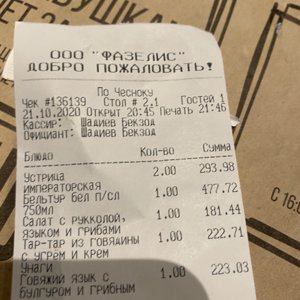 ООО "ФАЗЕЛИС"
ДОБРО ПОЖАЛОВАТЬ!
По Чесноку
Чек #136139 Стол # 2.1 Гостей 1
21.10.2020 Открыт 20:45 Печать 21:46
Кассир: Шадиев Бекзод
Официант: Шадиев Бекзод
Блюдо Кол-во Сумма
Устрица 2.00 293.98
императорская
Бельтур бел п/сл 1.00 477.72
750мл
Салат с рукколой, 1.00 181.44
языком и грибами
Тар-тар из говядины 1.00 222.71
с угрем и крем
Унаги
Говяжий язык с 1.00 223.03
булгуром и грибным